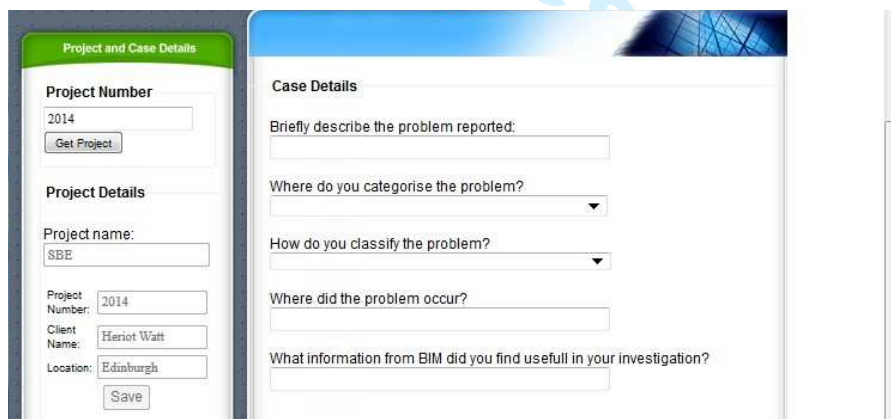 Project and Case Details
Project Number
2014
Get Project
Project Details
Project name:
SBE
Project
Number:
2014
Client
Name:
Heriot Watt
Location:
Edinburgh
Save
Case Details
Briefly describe the problem reported:
Where do you categorise the problem?
How do you classify the problem?
Where did the problem occur?
What information from BIM did you find usefull in your investigation?